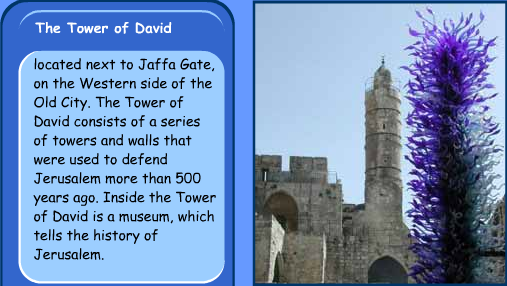 The Tower of David
located next to Jaffa Gate,
on the Western side of the
Old City. The Tower of
David consists of a series
of towers and walls that
were used to defend
Jerusalem more than 500
years ago. Inside the Tower
of David is a museum, which
tells the history of
Jerusalem.